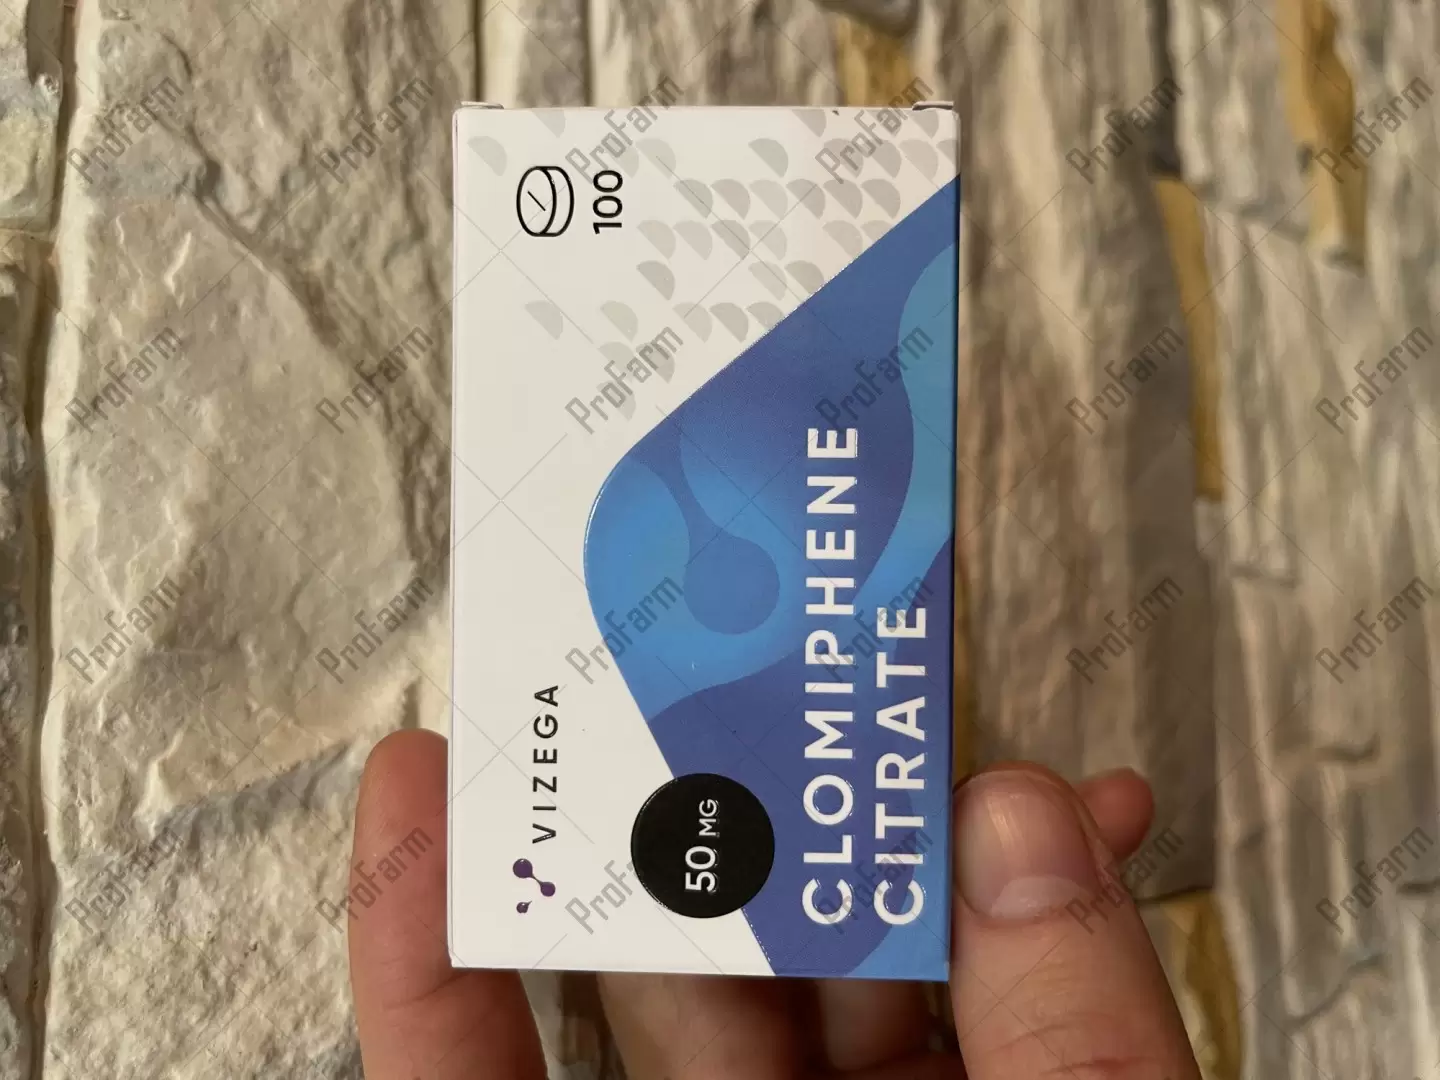 VIZEGA
100
50 MG
CLOMIPHENE
CITRATE
ProFarm